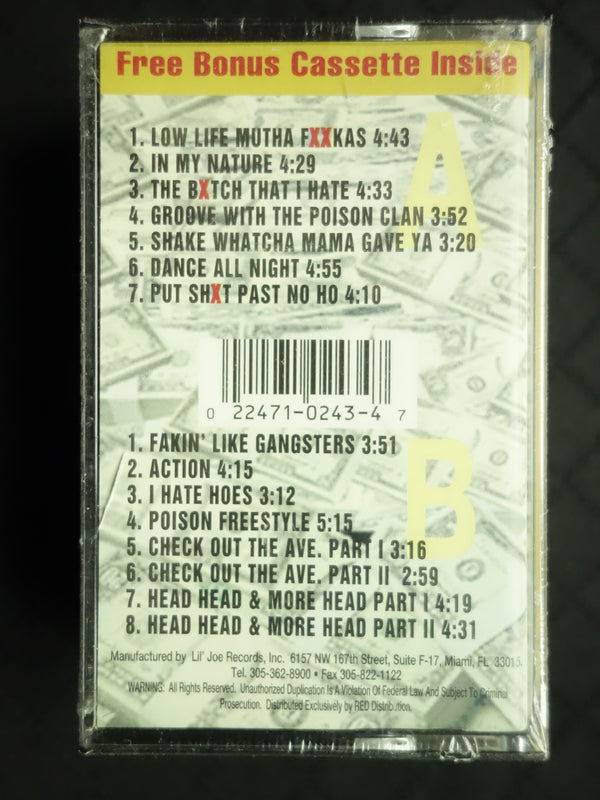 Free Bonus Cassette Inside
A
1. LOW LIFE MUTHA FXXKAS 4:43
2. IN MY NATURE 4:29
3. THE BXTCH THAT I HATE 4:33
4. GROOVE WITH THE POISON CLAN 3:52
5. SHAKE WHATCHA MAMA GAVE YA 3:20
6. DANCE ALL NIGHT 4:55
7. PUT SHXT PAST NO HO 4:10
0 22471-0243-4 7
B
1. FAKIN' LIKE GANGSTERS 3:51
2. ACTION 4:15
3. I HATE HOES 3:12
4. POISON FREESTYLE 5:15
5. CHECK OUT THE AVE. PART I 3:16
6. CHECK OUT THE AVE. PART II 2:59
7. HEAD HEAD & MORE HEAD PART I 4:19
8. HEAD HEAD & MORE HEAD PART II 4:31
Manufactured by Lil' Joe Records, Inc. 6157 NW 167th Street, Suite F-17, Miami, FL 33015
Tel. 305-362-8900 • Fax 305-822-1122
WARNING: All Rights Reserved. Unauthorized Duplication Is A Violation Of Federal Law And Subject To Criminal
Prosecution. Distributed Exclusively by RED Distribution.